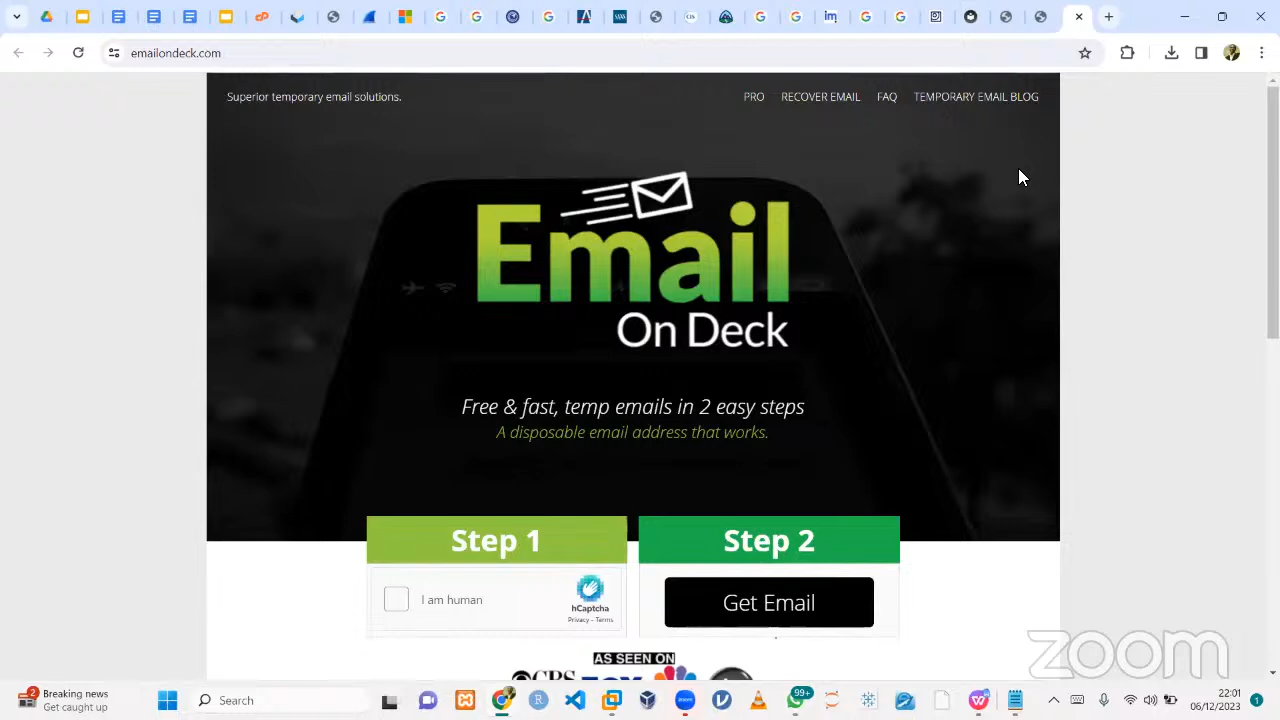 emailondeck.com
Superior temporary email solutions.
PRO RECOVER EMAIL FAQ TEMPORARY EMAIL BLOG
Email
On Deck
Free & fast, temp emails in 2 easy steps
A disposable email address that works.
Step 1
Step 2
I am human
hCaptcha
Privacy - Terms
Get Email
AS SEEN ON
zoom
2
Breaking news
Get caught up
Search
99+
22:01
06/12/2023
1